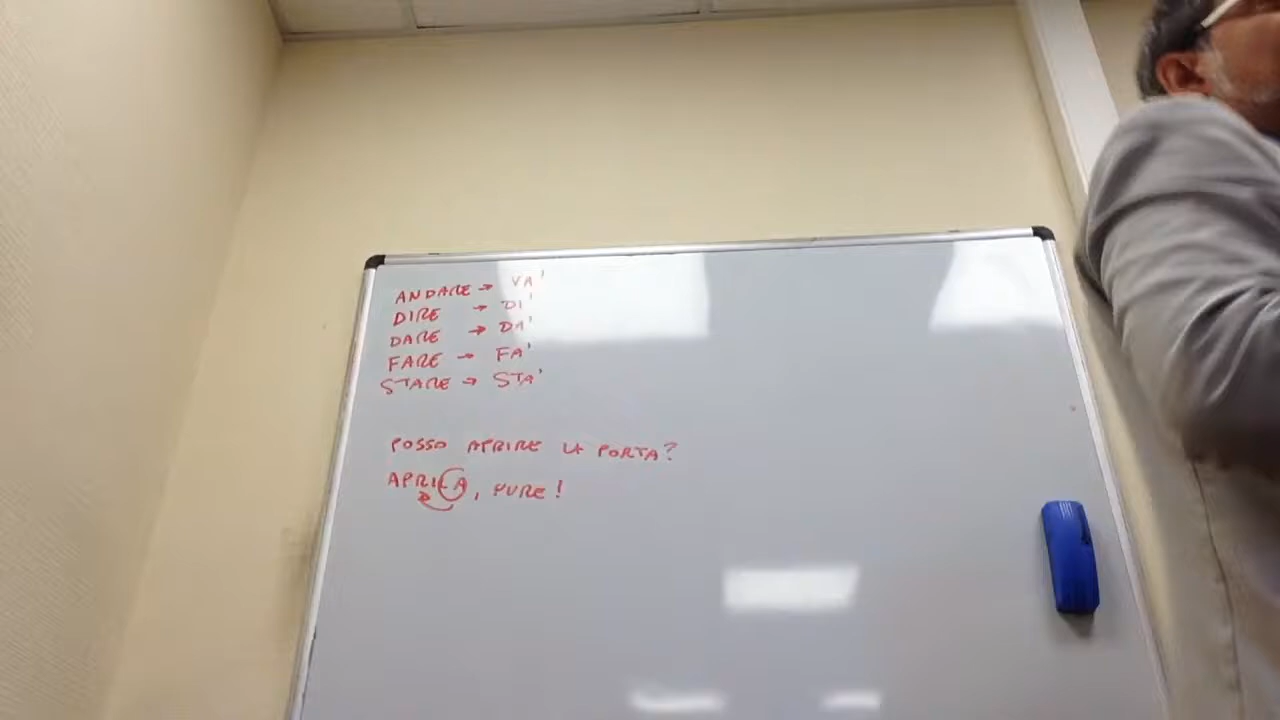 ANDARE → VA'
DIRE → DI'
DARE → DA'
FARE → FA'
STARE → STA'
POSSO APRIRE LA PORTA?
APRILA, PURE!